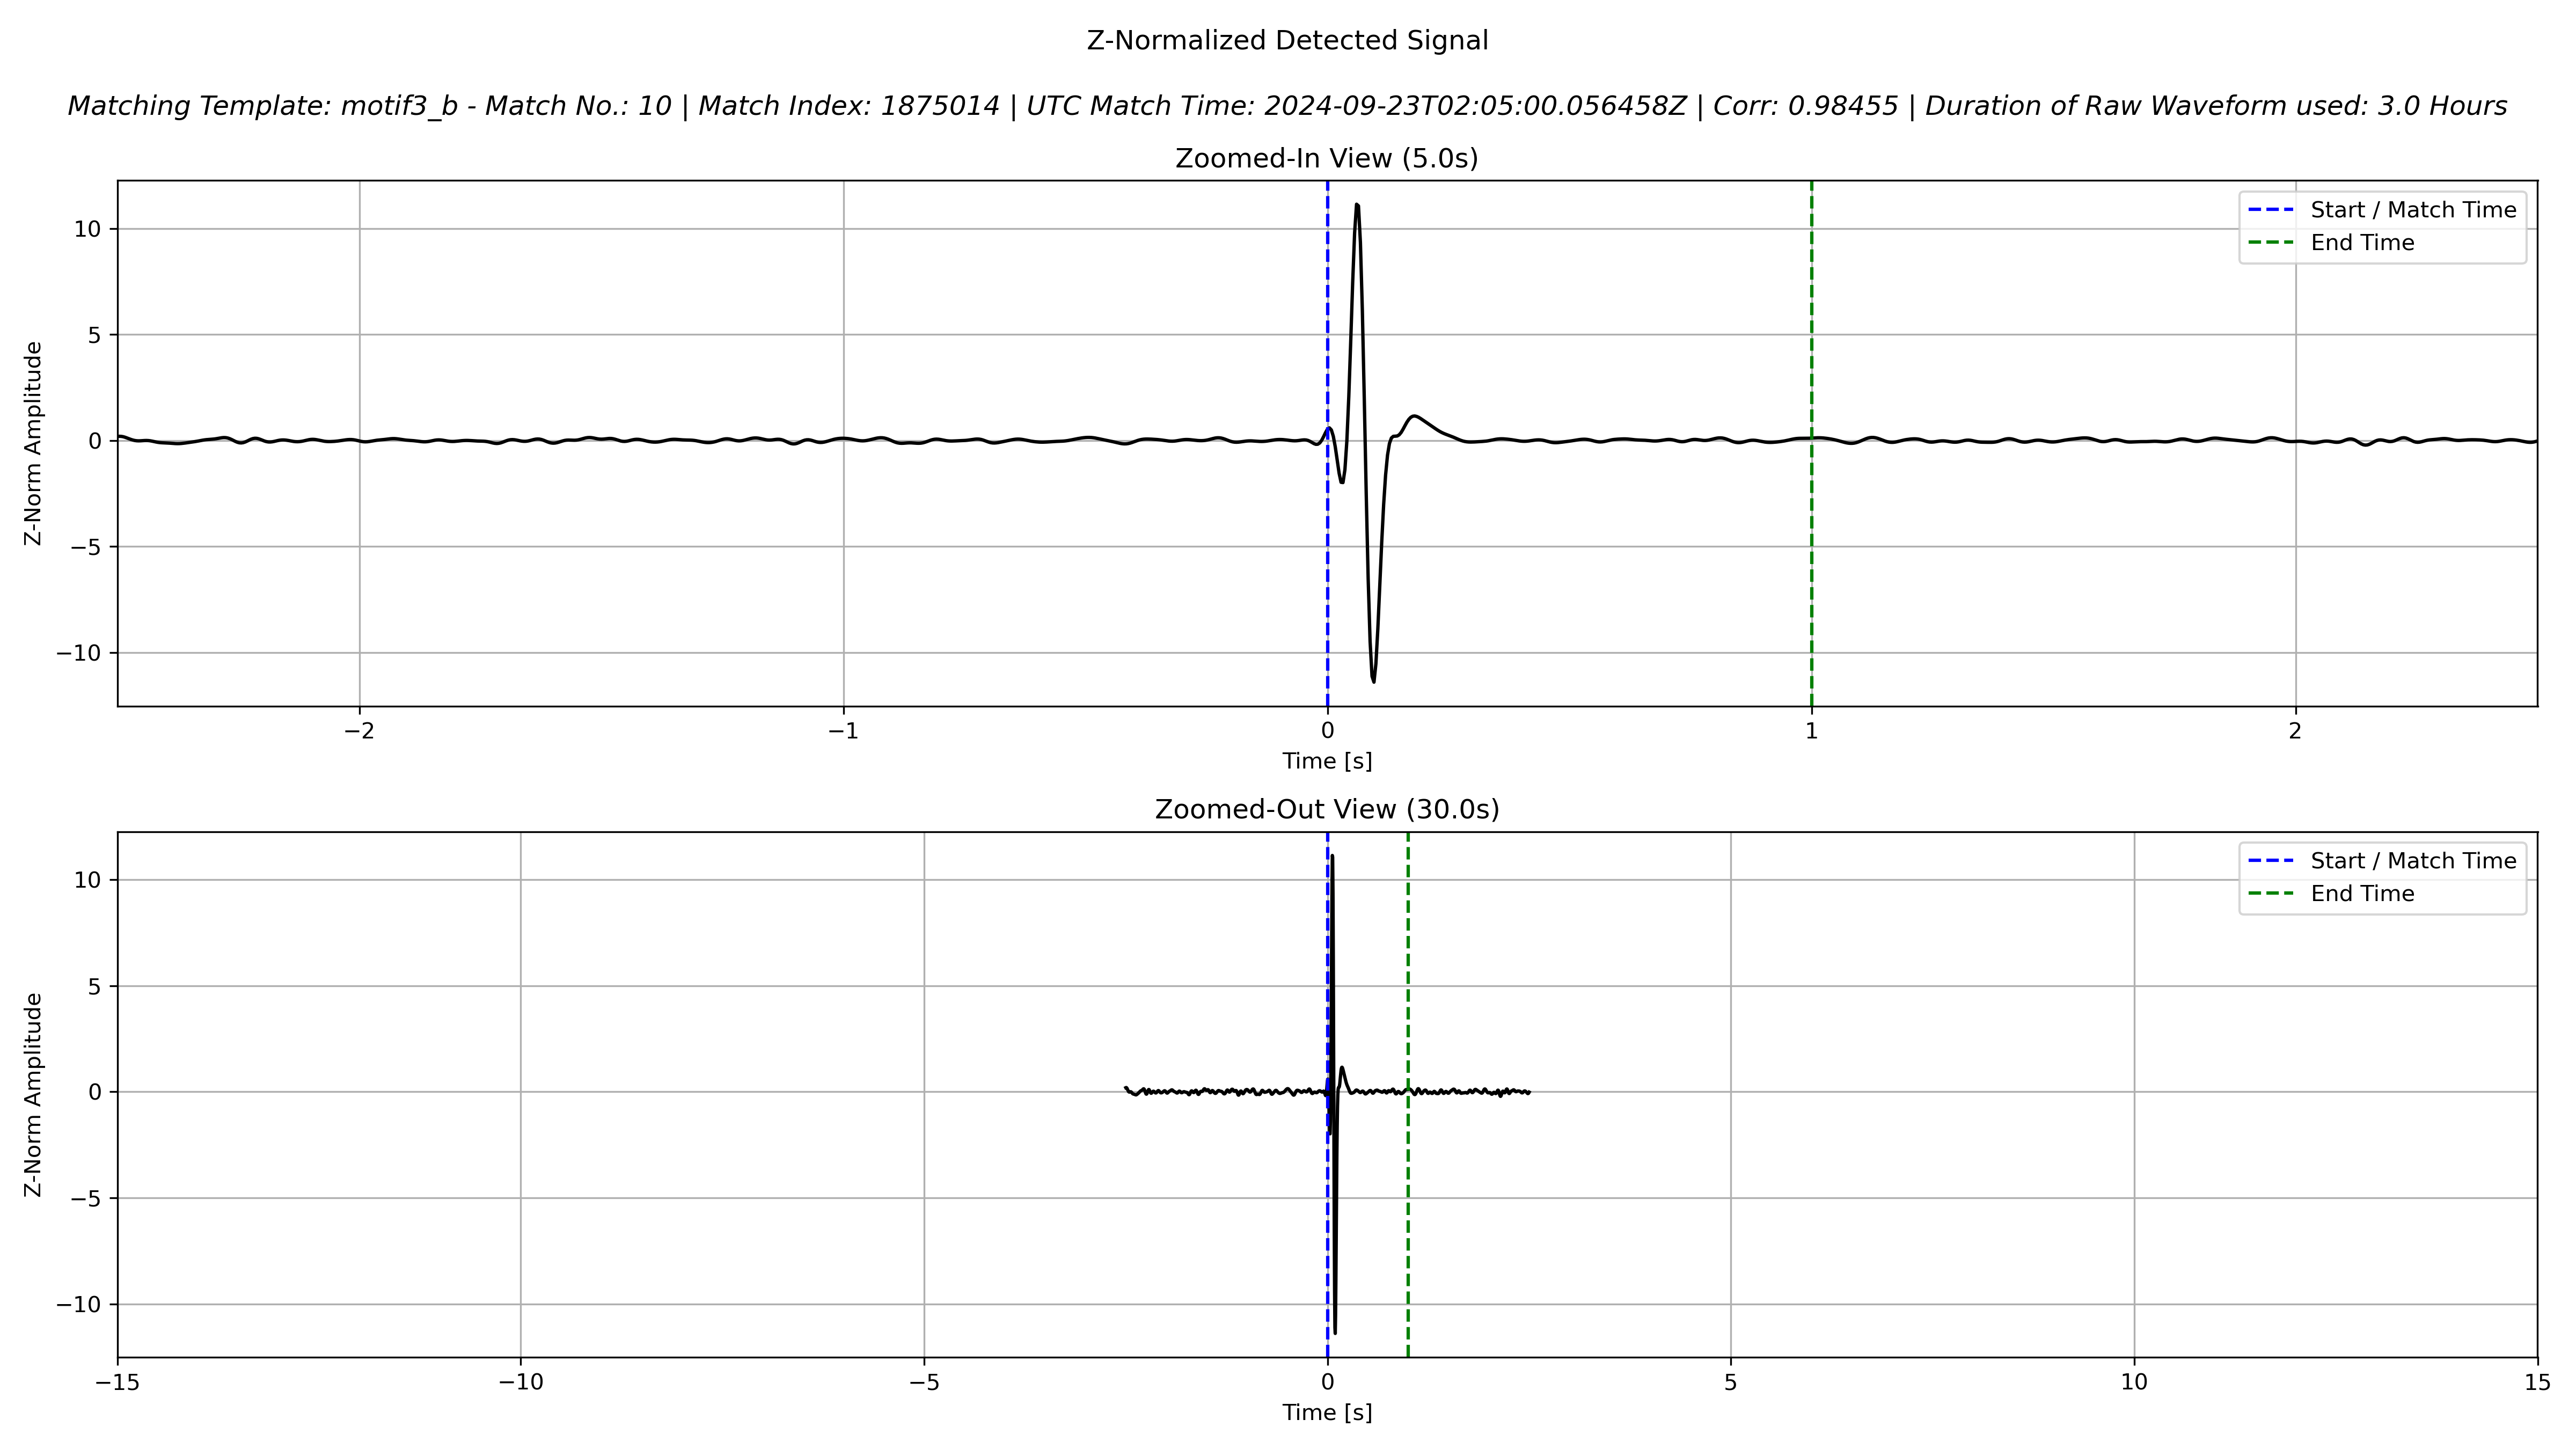 Z-Normalized Detected Signal
Matching Template: motif3_b - Match No.: 10 | Match Index: 1875014 | UTC Match Time: 2024-09-23T02:05:00.056458Z | Corr: 0.98455 | Duration of Raw Waveform used: 3.0 Hours
Zoomed-In View (5.0s)
Z-Norm Amplitude
10
5
0
−5
−10
Start / Match Time
End Time
−2
−1
0
1
2
Time [s]
Zoomed-Out View (30.0s)
Z-Norm Amplitude
10
5
0
−5
−10
Start / Match Time
End Time
−15
−10
−5
0
5
10
15
Time [s]